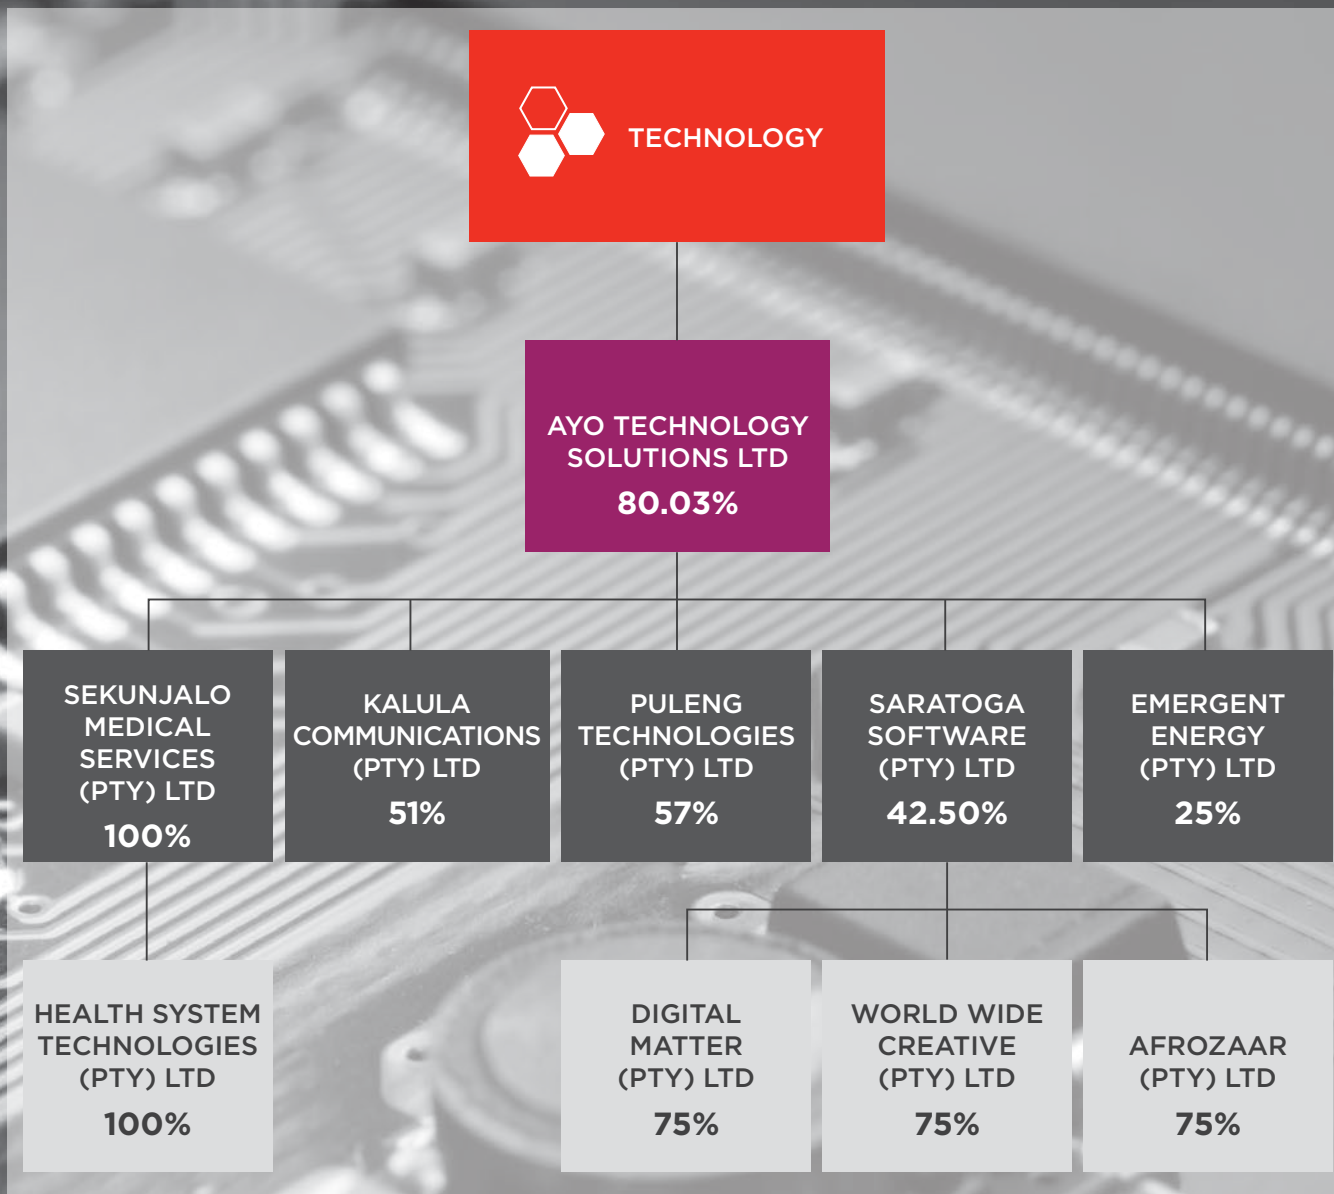 TECHNOLOGY
AYO TECHNOLOGY
SOLUTIONS LTD
80.03%
SEKUNJALO
MEDICAL
SERVICES
(PTY) LTD
100%
KALULA
COMMUNICATIONS
(PTY) LTD
51%
PULENG
TECHNOLOGIES
(PTY) LTD
57%
SARATOGA
SOFTWARE
(PTY) LTD
42.50%
EMERGENT
ENERGY
(PTY) LTD
25%
HEALTH SYSTEM
TECHNOLOGIES
(PTY) LTD
100%
DIGITAL
MATTER
(PTY) LTD
75%
WORLD WIDE
CREATIVE
(PTY) LTD
75%
AFROZAAR
(PTY) LTD
75%